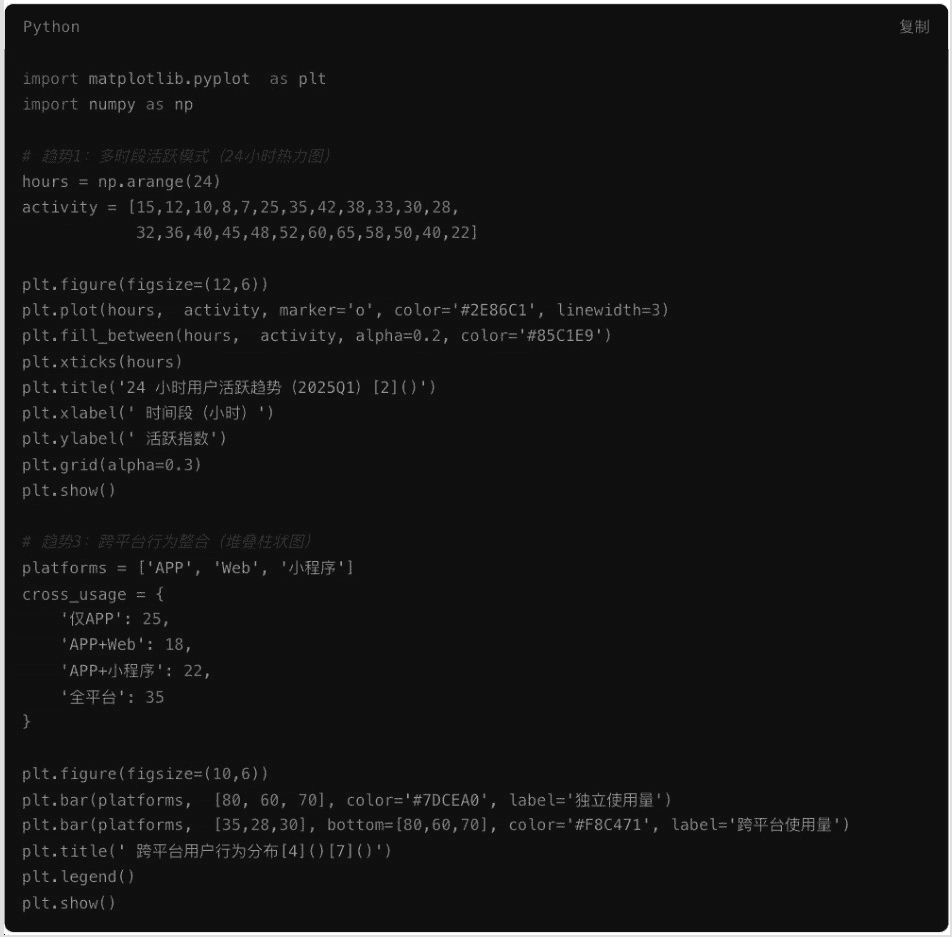 Python
复制
import matplotlib.pyplot  as plt
import numpy as np
# 趋势1：多时段活跃模式（24小时热力图）
hours = np.arange(24)
activity = [15,12,10,8,7,25,35,42,38,33,30,28,
            32,36,40,45,48,52,60,65,58,50,40,22]
plt.figure(figsize=(12,6))
plt.plot(hours,  activity, marker='o', color='#2E86C1', linewidth=3)
plt.fill_between(hours,  activity, alpha=0.2, color='#85C1E9')
plt.xticks(hours)
plt.title('24 小时用户活跃趋势（2025Q1）[2]()')
plt.xlabel(' 时间段（小时）')
plt.ylabel(' 活跃指数')
plt.grid(alpha=0.3)
plt.show()
# 趋势3：跨平台行为整合（堆叠柱状图）
platforms = ['APP', 'Web', '小程序']
cross_usage = {
    '仅APP': 25,
    'APP+Web': 18,
    'APP+小程序': 22,
    '全平台': 35
}
plt.figure(figsize=(10,6))
plt.bar(platforms,  [80, 60, 70], color='#7DCEA0', label='独立使用量')
plt.bar(platforms,  [35,28,30], bottom=[80,60,70], color='#F8C471', label='跨平台使用量')
plt.title(' 跨平台用户行为分布[4]()[7]()')
plt.legend()
plt.show()